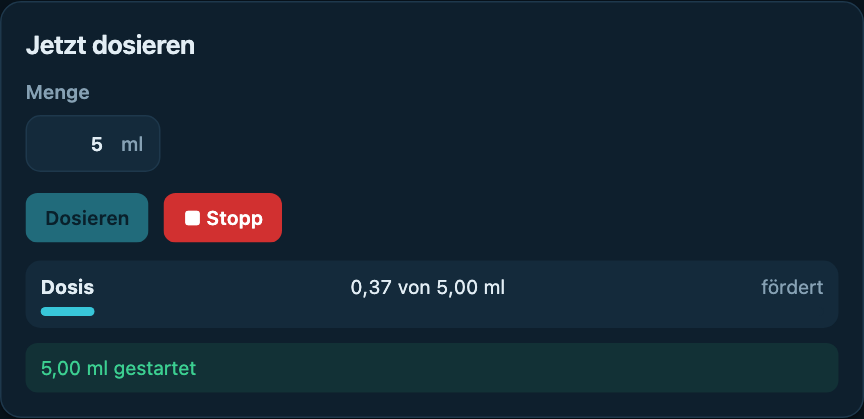 Jetzt dosieren
Menge
5 ml
Dosieren Stopp
Dosis 0,37 von 5,00 ml fördert
5,00 ml gestartet